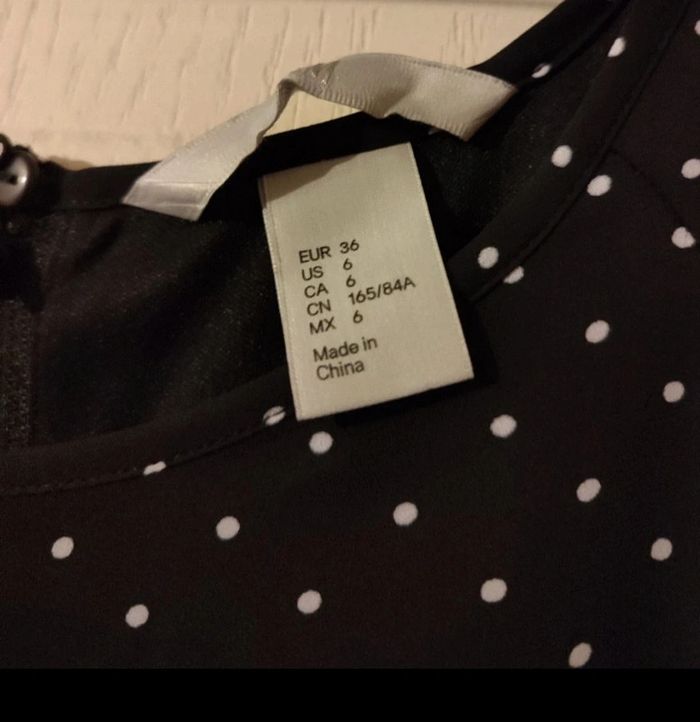 EUR 36
US 6
CA 6
CN 165/84A
MX 6
Made in
China